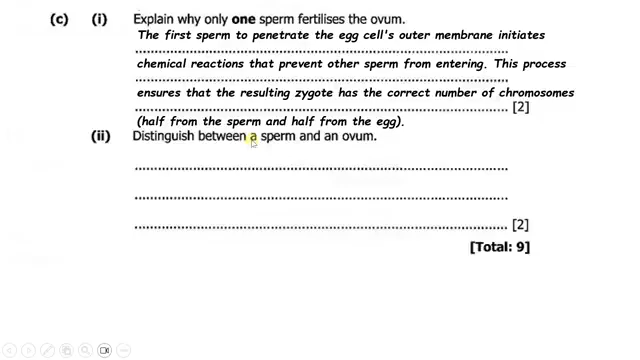 (c) (i) Explain why only one sperm fertilises the ovum.
The first sperm to penetrate the egg cell's outer membrane initiates
chemical reactions that prevent other sperm from entering. This process
ensures that the resulting zygote has the correct number of chromosomes
[2]
(half from the sperm and half from the egg).
(ii) Distinguish between a sperm and an ovum.
[2]
[Total: 9]